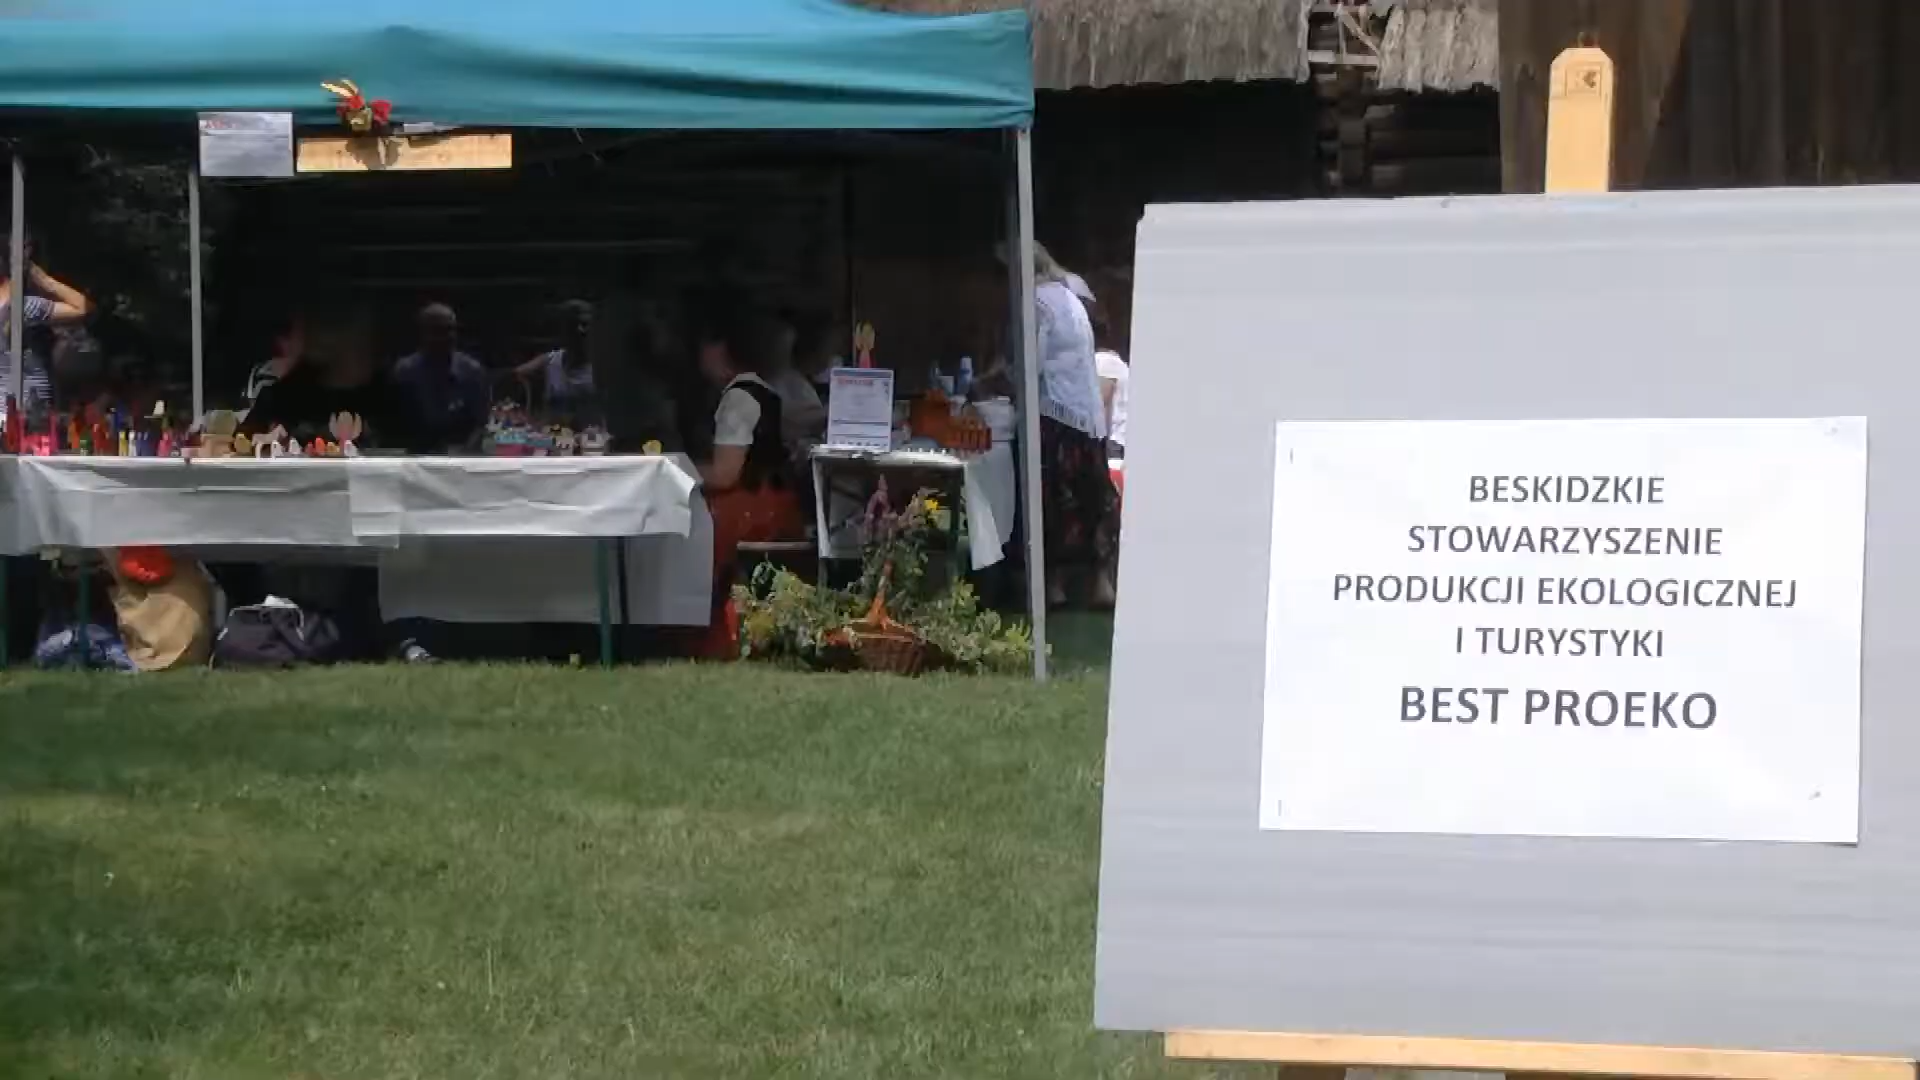 BESKIDZKIE
STOWARZYSZENIE
PRODUKCJI EKOLOGICZNEJ
I TURYSTYKI
BEST PROEKO